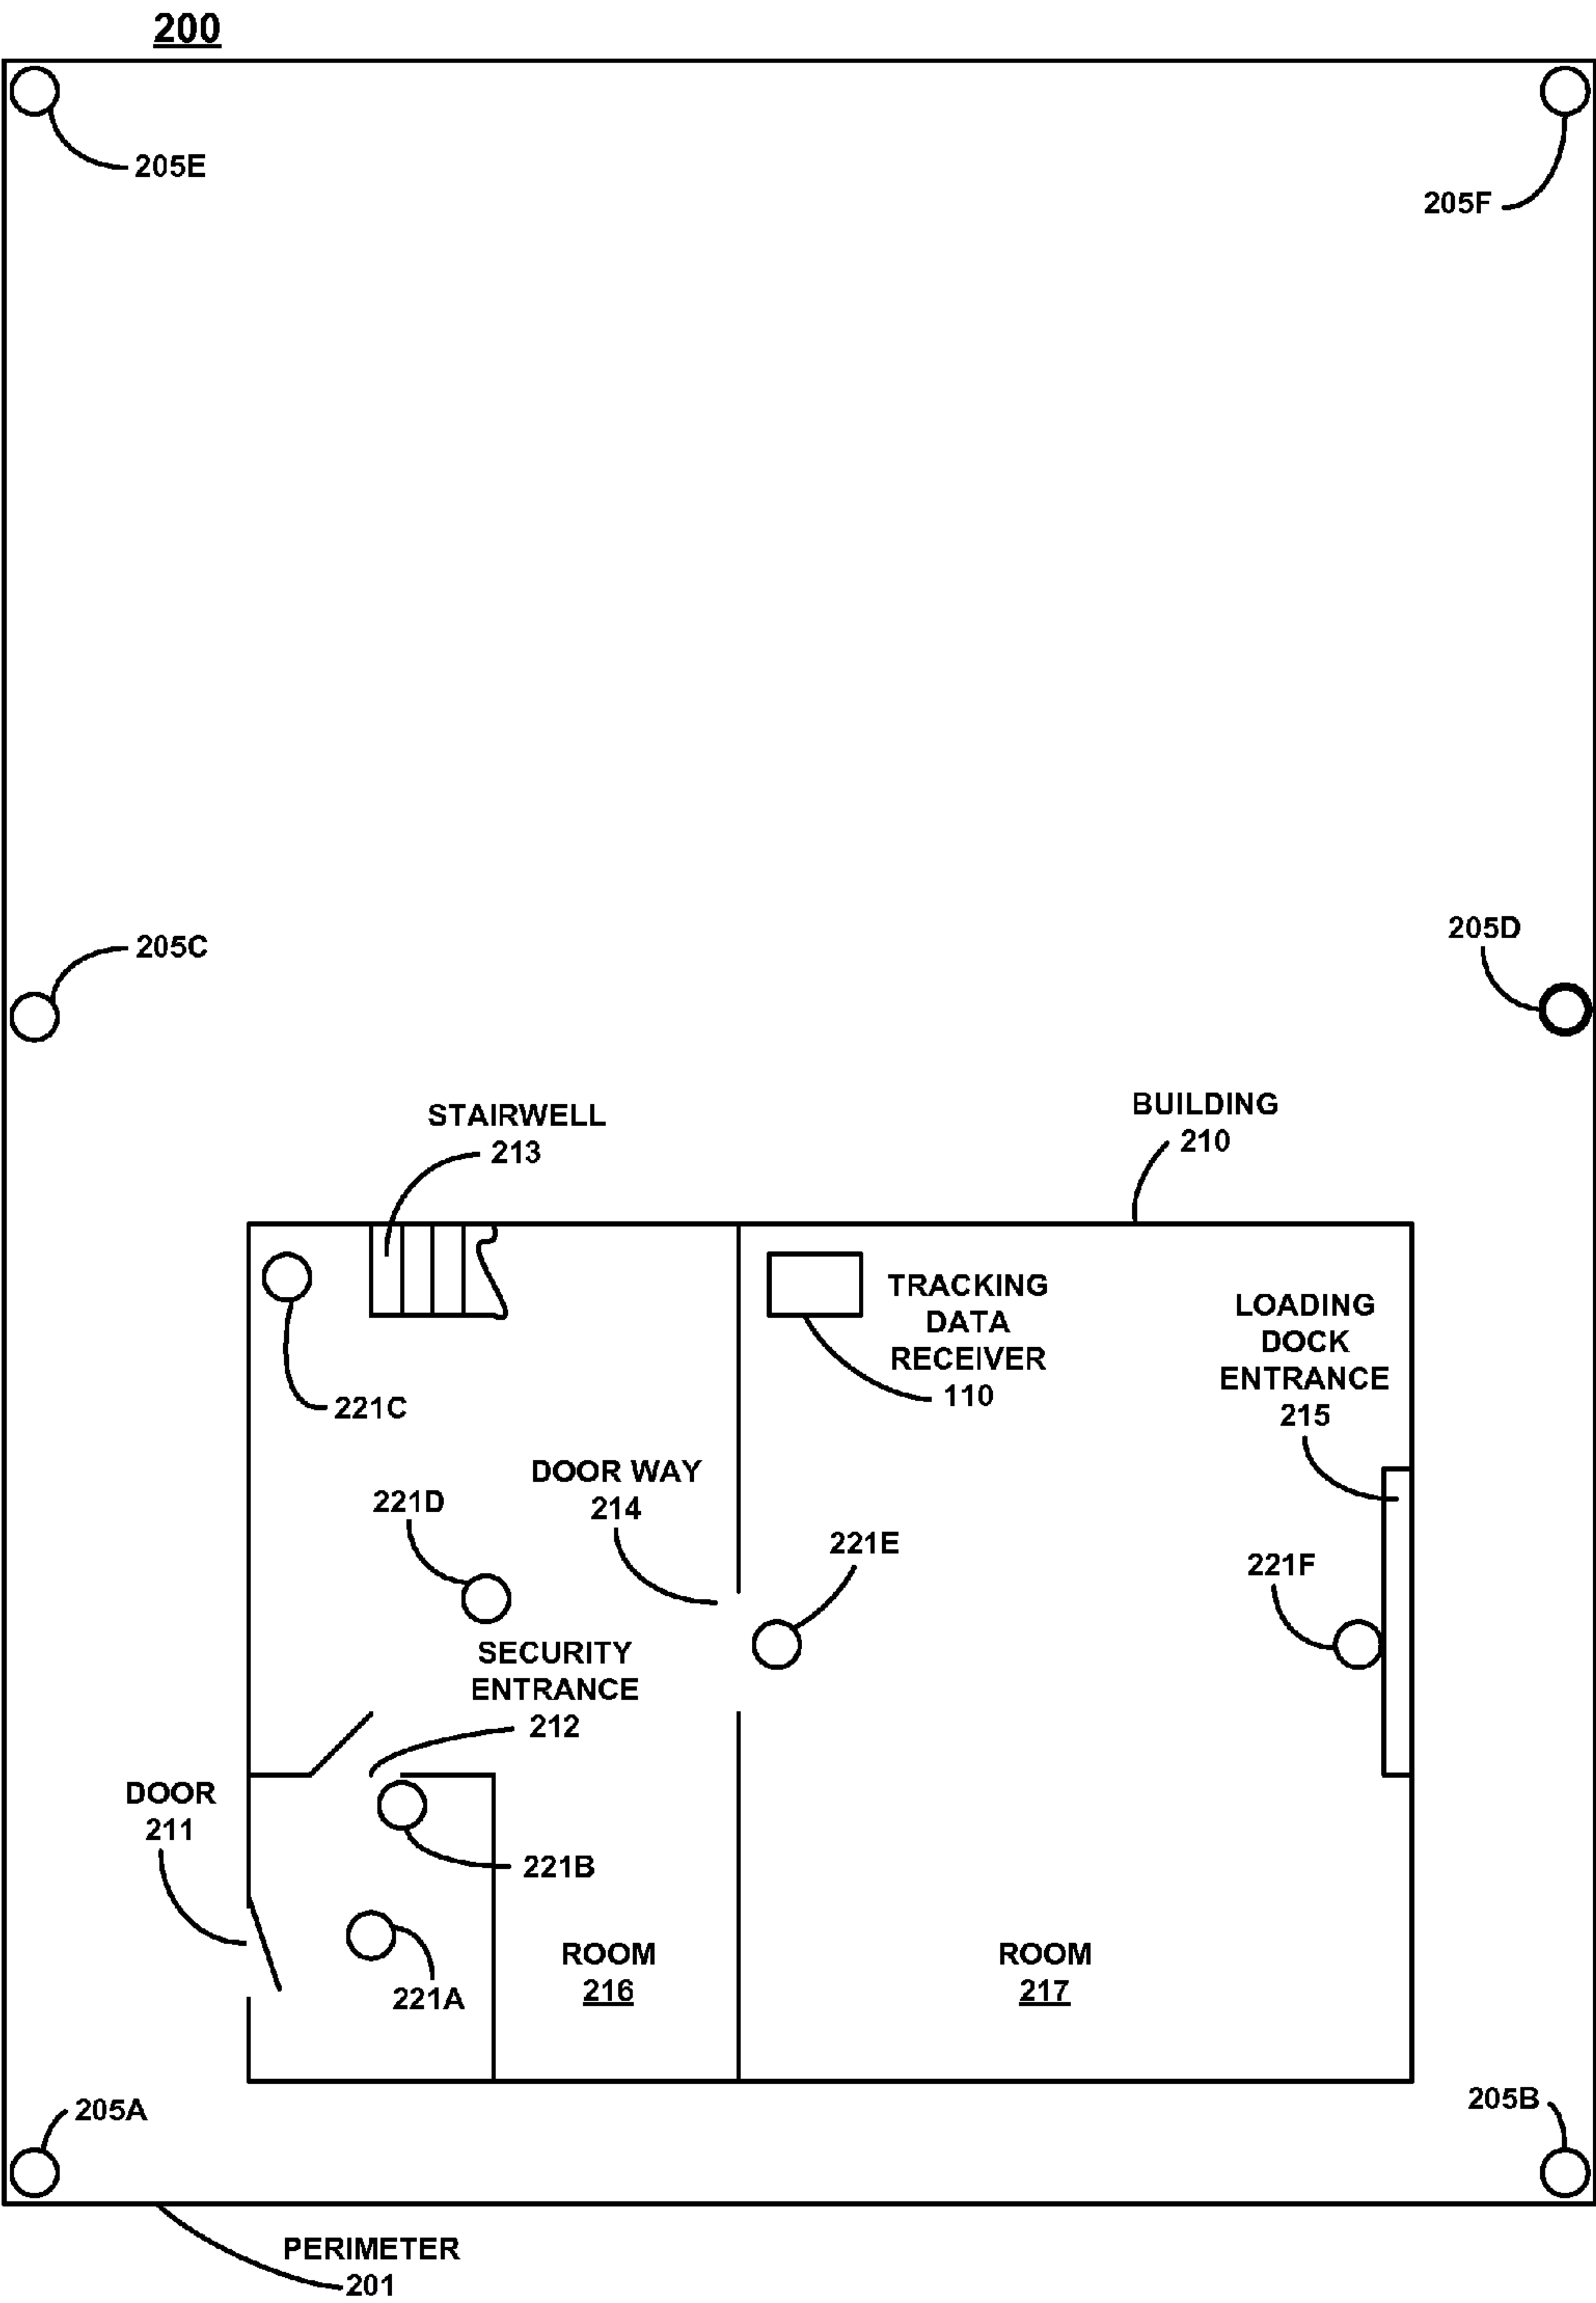 200
205E
205F
205C
205D
STAIRWELL
213
BUILDING
210
TRACKING
DATA
RECEIVER
110
LOADING
DOCK
ENTRANCE
215
221C
DOOR WAY
214
221D
221E
221F
SECURITY
ENTRANCE
212
DOOR
211
221B
221A
ROOM
216
ROOM
217
205A
205B
PERIMETER
201